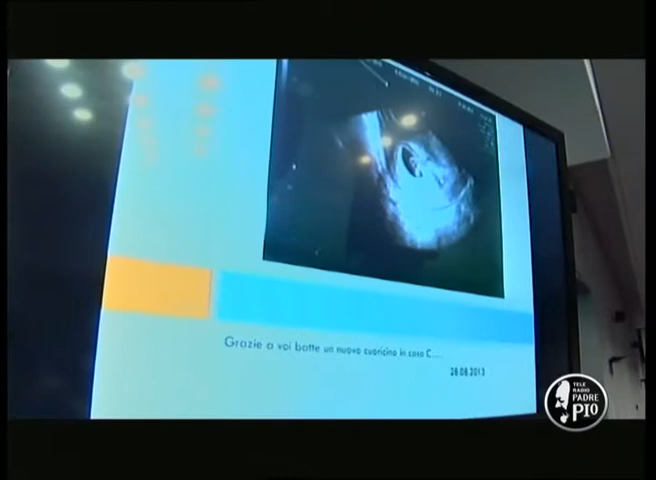 Grazie a voi batte un nuovo cuoricino in casa C....
28.08.2013
TELE
RADIO
PADRE
PIO